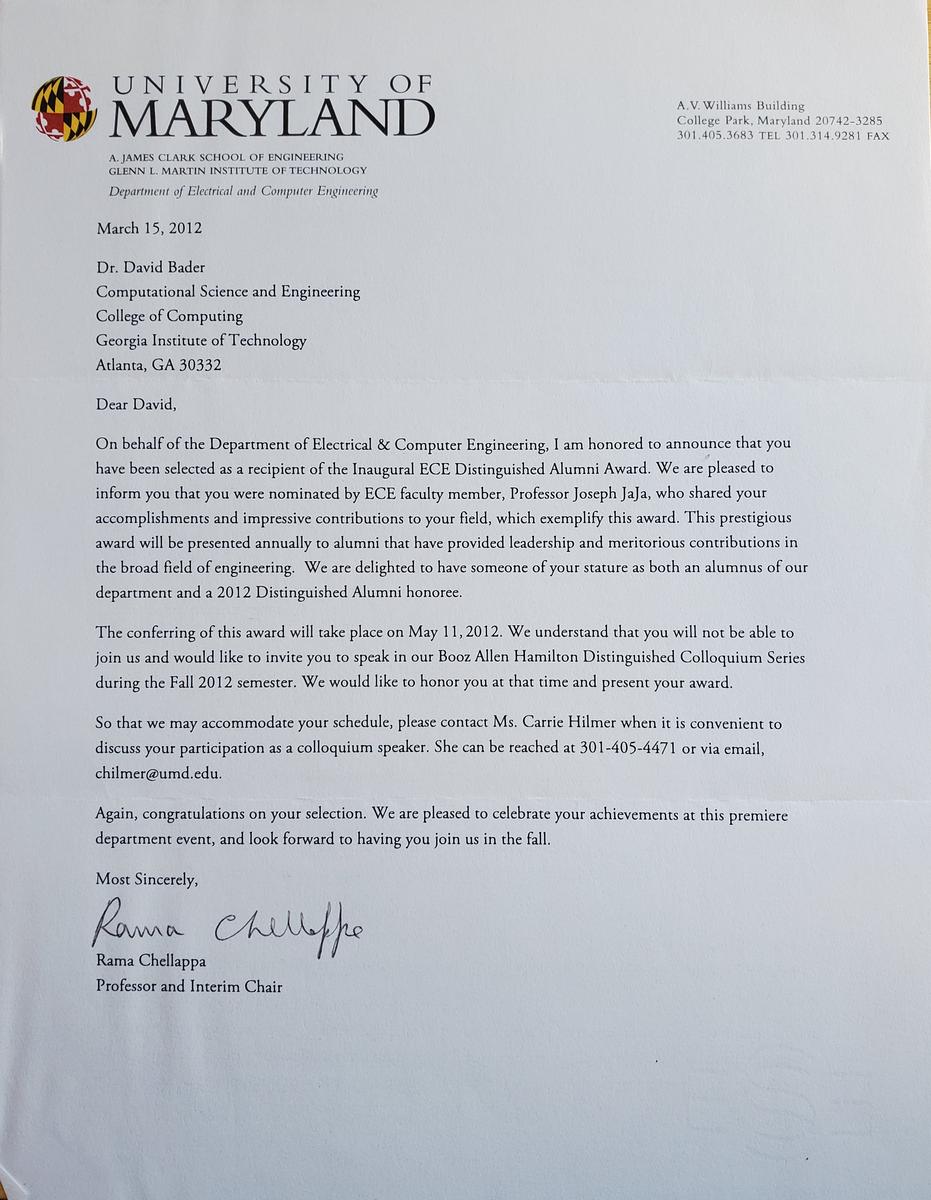 UNIVERSITY OF
MARYLAND
A. JAMES CLARK SCHOOL OF ENGINEERING
GLENN L. MARTIN INSTITUTE OF TECHNOLOGY
Department of Electrical and Computer Engineering
A.V. Williams Building
College Park, Maryland 20742-3285
301.405.3683 TEL 301.314.9281 FAX
March 15, 2012
Dr. David Bader
Computational Science and Engineering
College of Computing
Georgia Institute of Technology
Atlanta, GA 30332
Dear David,
On behalf of the Department of Electrical & Computer Engineering, I am honored to announce that you
have been selected as a recipient of the Inaugural ECE Distinguished Alumni Award. We are pleased to
inform you that you were nominated by ECE faculty member, Professor Joseph JaJa, who shared your
accomplishments and impressive contributions to your field, which exemplify this award. This prestigious
award will be presented annually to alumni that have provided leadership and meritorious contributions in
the broad field of engineering.  We are delighted to have someone of your stature as both an alumnus of our
department and a 2012 Distinguished Alumni honoree.
The conferring of this award will take place on May 11, 2012. We understand that you will not be able to
join us and would like to invite you to speak in our Booz Allen Hamilton Distinguished Colloquium Series
during the Fall 2012 semester. We would like to honor you at that time and present your award.
So that we may accommodate your schedule, please contact Ms. Carrie Hilmer when it is convenient to
discuss your participation as a colloquium speaker. She can be reached at 301-405-4471 or via email,
chilmer@umd.edu.
Again, congratulations on your selection. We are pleased to celebrate your achievements at this premiere
department event, and look forward to having you join us in the fall.
Most Sincerely,
Rama Chellappa
Rama Chellappa
Professor and Interim Chair